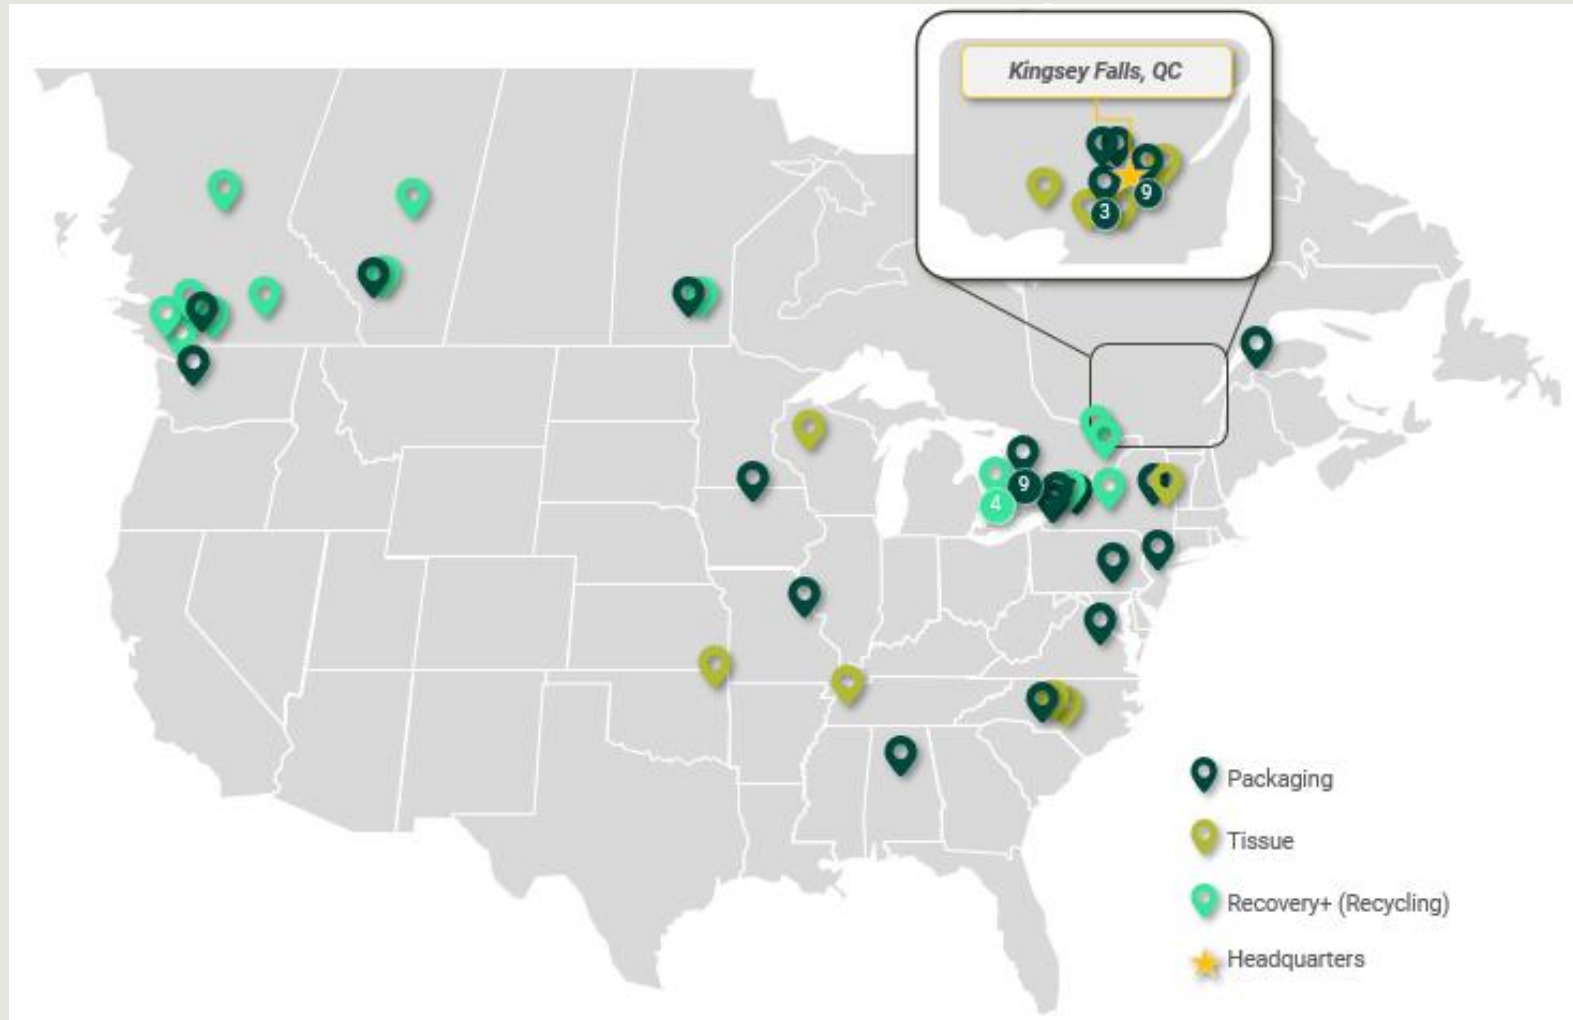 Kingsey Falls, QC
9
3
9
4
Packaging
Tissue
Recovery+ (Recycling)
Headquarters